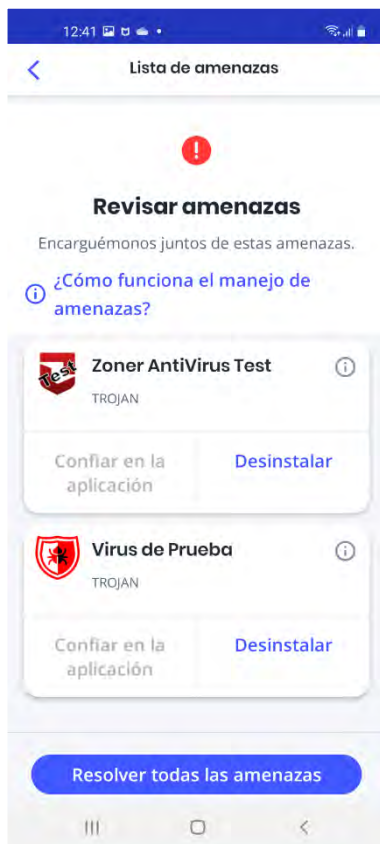 12:41
Lista de amenazas
Revisar amenazas
Encarguémonos juntos de estas amenazas.
¿Cómo funciona el manejo de
amenazas?
Test
Zoner AntiVirus Test
TROJAN
Confiar en la
aplicación
Desinstalar
Virus de Prueba
TROJAN
Confiar en la
aplicación
Desinstalar
Resolver todas las amenazas